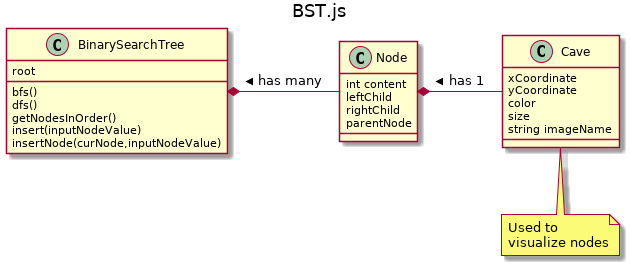 BST.js
C BinarySearchTree
root
bfs()
dfs()
getNodesInOrder()
insert(inputNodeValue)
insertNode(curNode,inputNodeValue)
has many
C Node
int content
leftChild
rightChild
parentNode
has 1
C Cave
xCoordinate
yCoordinate
color
size
string imageName
Used to
visualize nodes